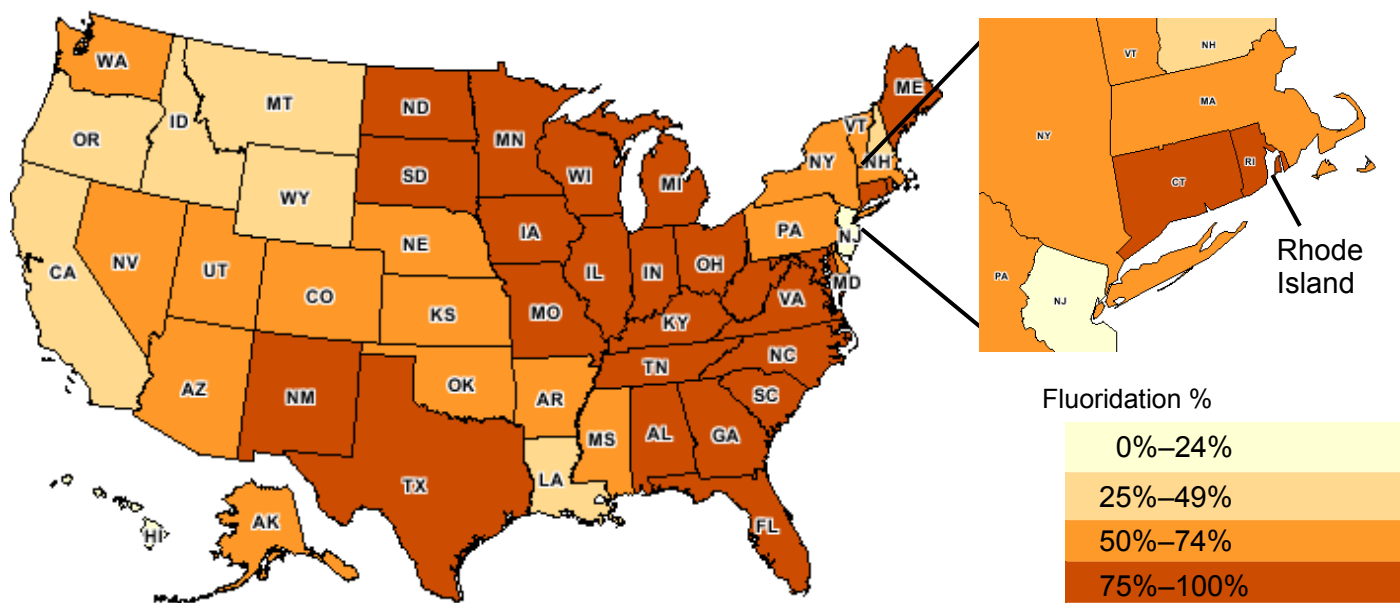 WA
MT
ND
MN
ME
OR
ID
SD
WI
MI
NY
VT
NH
WY
IA
NE
PA
NJ
CA
NV
UT
CO
IL
IN
OH
MD
KS
MO
KY
VA
AZ
NM
OK
AR
TN
NC
SC
MS
AL
GA
TX
LA
FL
AK
HI
VT
NH
NY
MA
CT
RI
PA
NJ
Rhode
Island
Fluoridation %
0%–24%
25%–49%
50%–74%
75%–100%